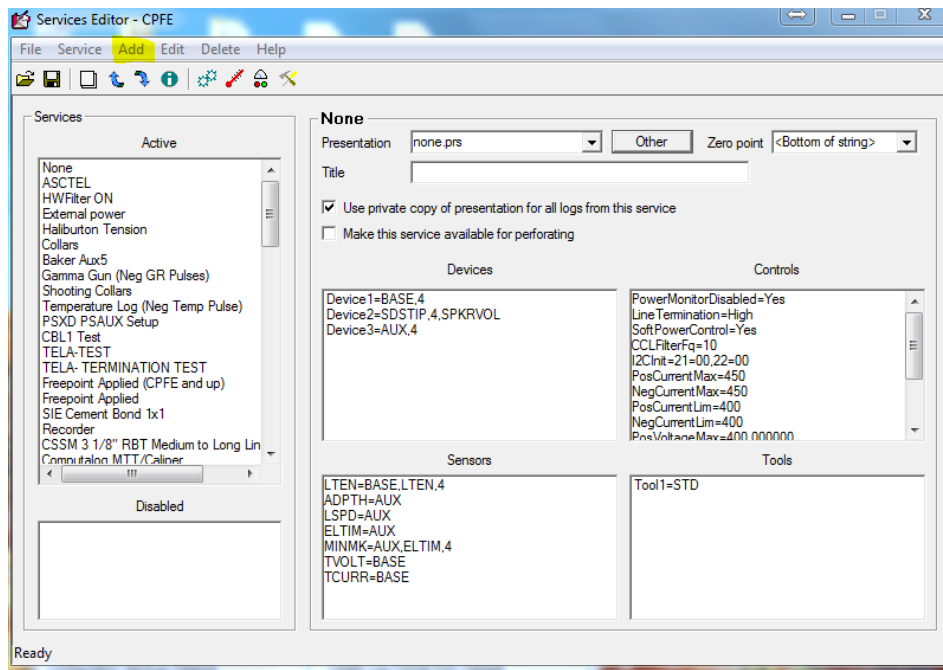 Services Editor - CPFE
File Service Add Edit Delete Help
Services
Active
None
ASCTEL
HWFilter ON
External power
Haliburton Tension
Collars
Baker Aux5
Gamma Gun (Neg GR Pulses)
Shooting Collars
Temperature Log (Neg Temp Pulse)
PSXD PSAUX Setup
CBL1 Test
TELA-TEST
TELA- TERMINATION TEST
Freepoint Applied (CPFE and up)
Freepoint Applied
SIE Cement Bond 1x1
Recorder
CSSM 3 1/8" RBT Medium to Long Lin
Computalog MTT/Caliper
Disabled
None
Presentation none.prs Other Zero point <Bottom of string>
Title
Use private copy of presentation for all logs from this service
Make this service available for perforating
Devices
Device1=BASE,4
Device2=SDSTIP,4,SPKRVOL
Device3=AUX,4
Controls
PowerMonitorDisabled=Yes
LineTermination=High
SoftPowerControl=Yes
CCLFilterFq=10
I2CInit=21=00,22=00
PosCurrentMax=450
NegCurrentMax=450
PosCurrentLim=400
NegCurrentLim=400
PosVoltageMax=400.000000
Sensors
LTEN=BASE,LTEN,4
ADPTH=AUX
LSPD=AUX
ELTIM=AUX
MINMK=AUX,ELTIM,4
TVOLT=BASE
TCURR=BASE
Tools
Tool1=STD
Ready